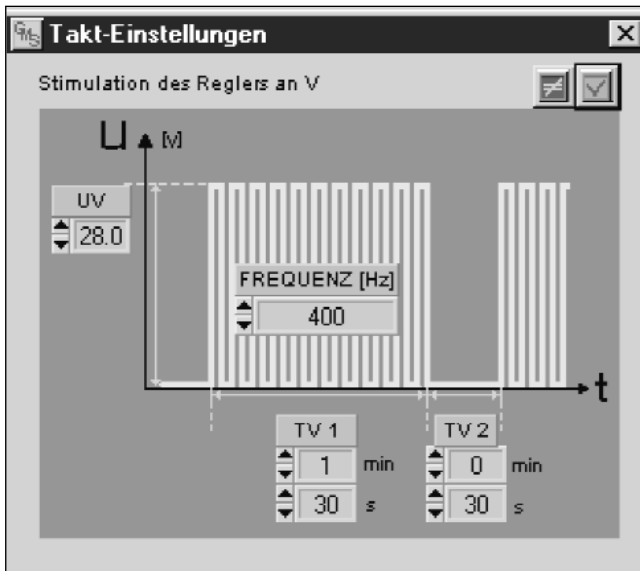 GMS Takt-Einstellungen
Stimulation des Reglers an V
U [V]
UV
28.0
FREQUENZ [Hz]
400
t
TV 1 TV 2
1 min 0 min
30 s 30 s